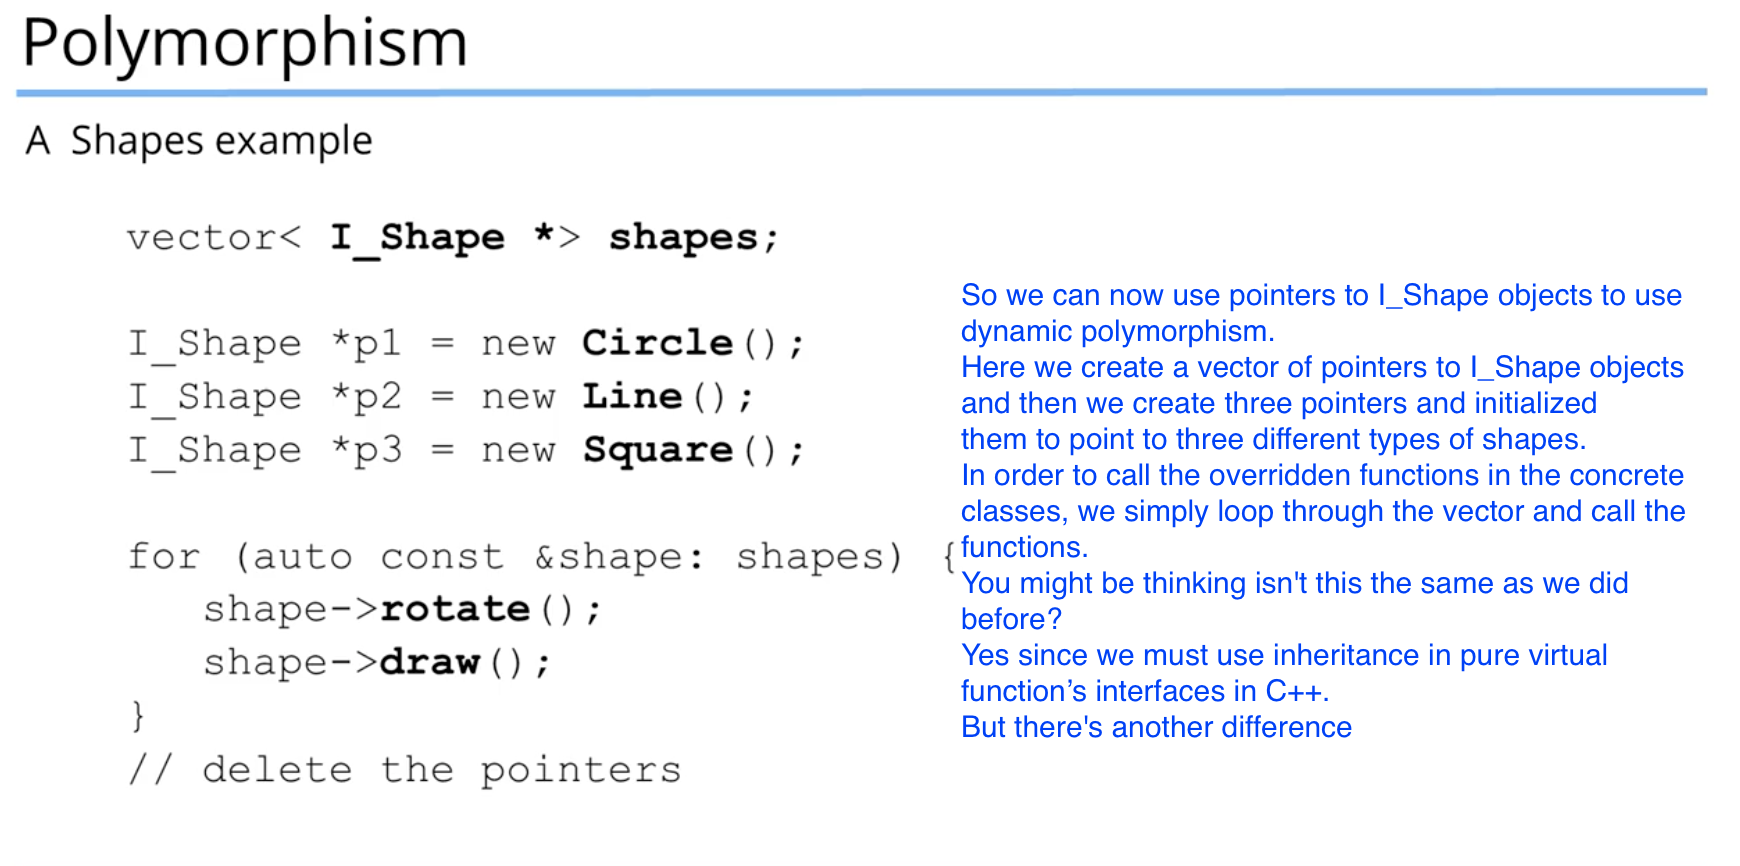 Polymorphism
A Shapes example
vector< I_Shape *> shapes;
I_Shape *p1 = new Circle();
I_Shape *p2 = new Line();
I_Shape *p3 = new Square();
for (auto const &shape: shapes) {
shape->rotate();
shape->draw();
}
// delete the pointers
So we can now use pointers to I_Shape objects to use
dynamic polymorphism.
Here we create a vector of pointers to I_Shape objects
and then we create three pointers and initialized
them to point to three different types of shapes.
In order to call the overridden functions in the concrete
classes, we simply loop through the vector and call the
functions.
You might be thinking isn't this the same as we did
before?
Yes since we must use inheritance in pure virtual
function’s interfaces in C++.
But there's another difference